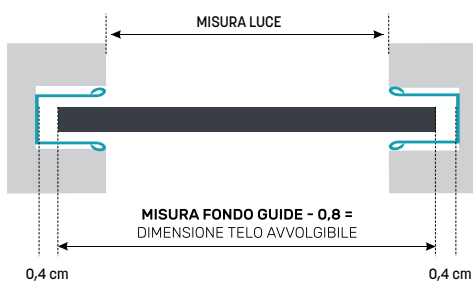 MISURA LUCE
MISURA FONDO GUIDE - 0,8 =
DIMENSIONE TELO AVVOLGIBILE
0,4 cm
0,4 cm